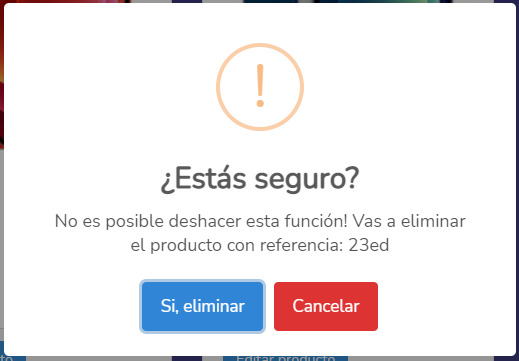 !
¿Estás seguro?
No es posible deshacer esta función! Vas a eliminar
el producto con referencia: 23ed
Si, eliminar
Cancelar
Editar producto